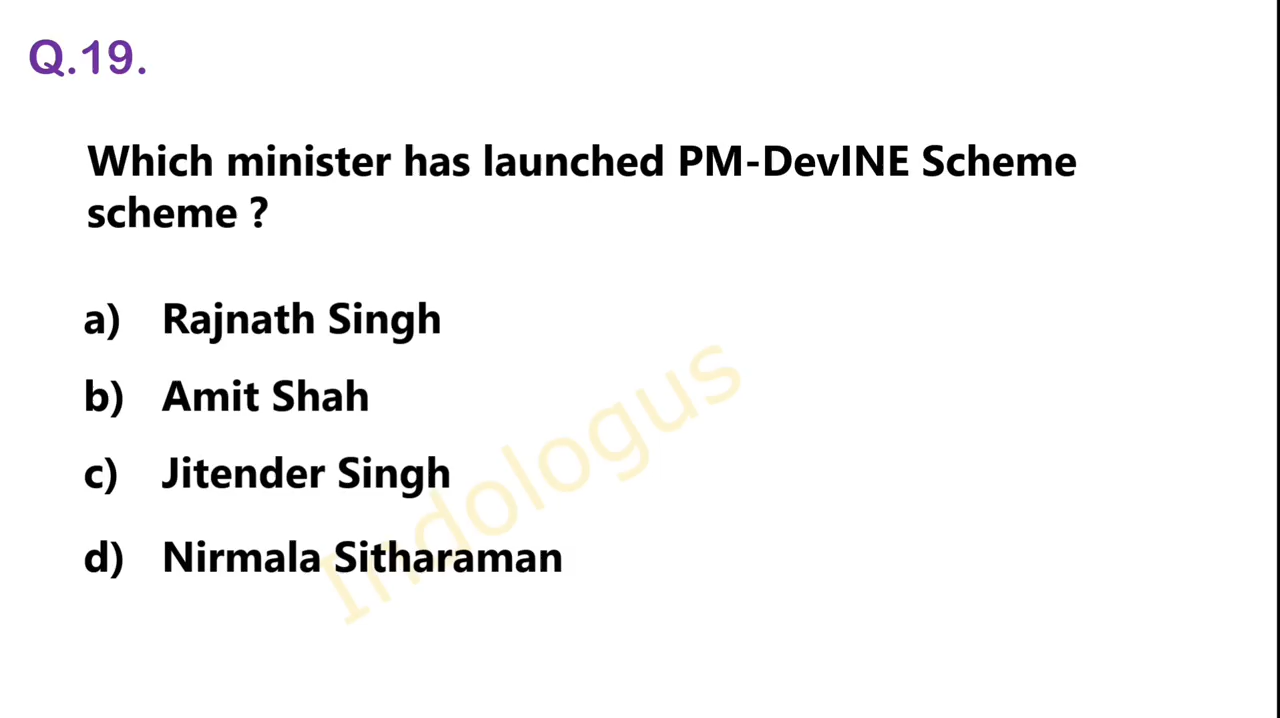 Q.19.
Which minister has launched PM-DevINE Scheme
scheme ?
a) Rajnath Singh
b) Amit Shah
c) Jitender Singh
d) Nirmala Sitharaman
Indologus